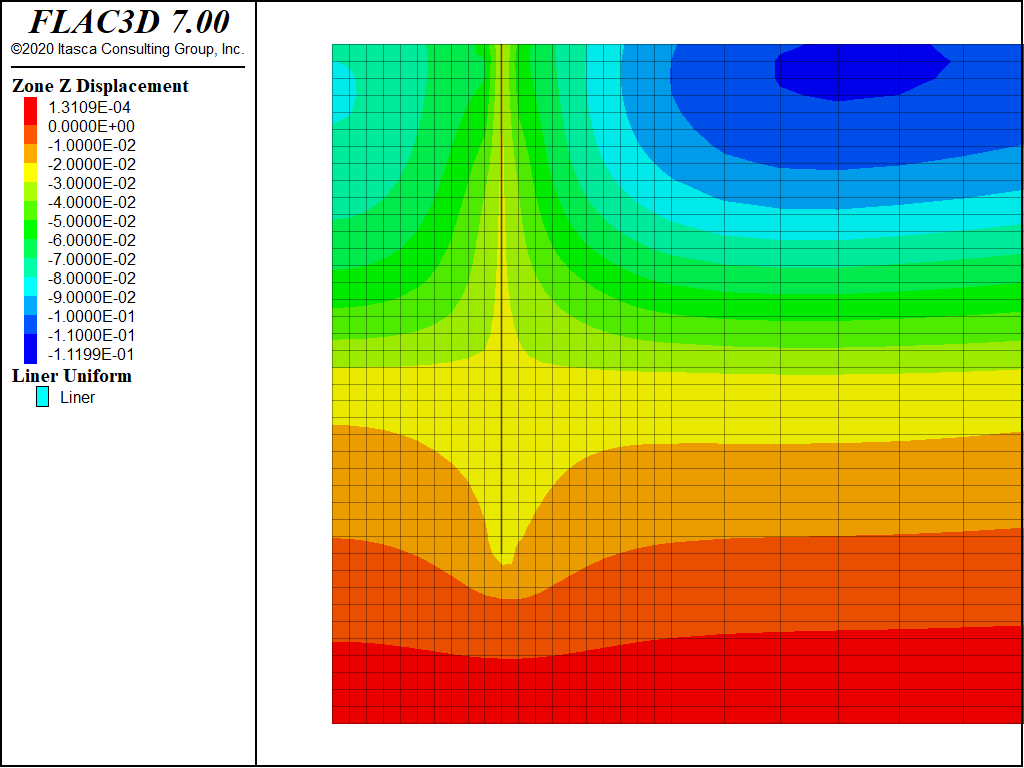 FLAC3D 7.00
©2020 Itasca Consulting Group, Inc.
Zone Z Displacement
1.3109E-04
0.0000E+00
-1.0000E-02
-2.0000E-02
-3.0000E-02
-4.0000E-02
-5.0000E-02
-6.0000E-02
-7.0000E-02
-8.0000E-02
-9.0000E-02
-1.0000E-01
-1.1000E-01
-1.1199E-01
Liner Uniform
Liner